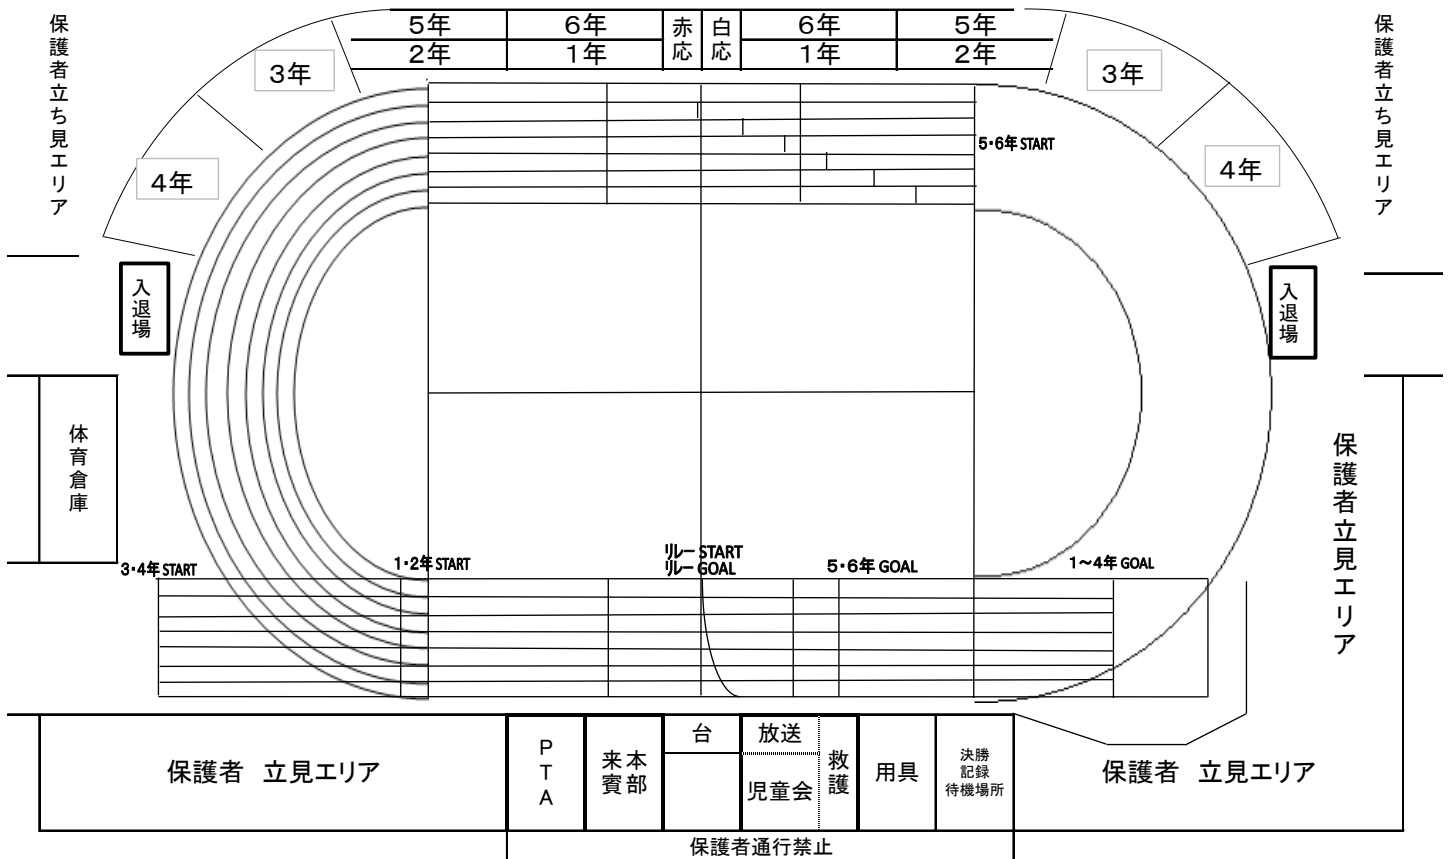 保護者立ち見エリア
5年
6年
赤応
白応
6年
5年
保護者立ち見エリア
2年
1年
1年
2年
3年
3年
4年
4年
5・6年 START
入退場
入退場
体育倉庫
保護者立見エリア
3・4年 START
1・2年 START
リレー START
リレー GOAL
5・6年 GOAL
1～4年 GOAL
保護者 立見エリア
PTA
本部
来賓
台
放送
児童会
救護
用具
決勝
記録
待機場所
保護者 立見エリア
保護者通行禁止